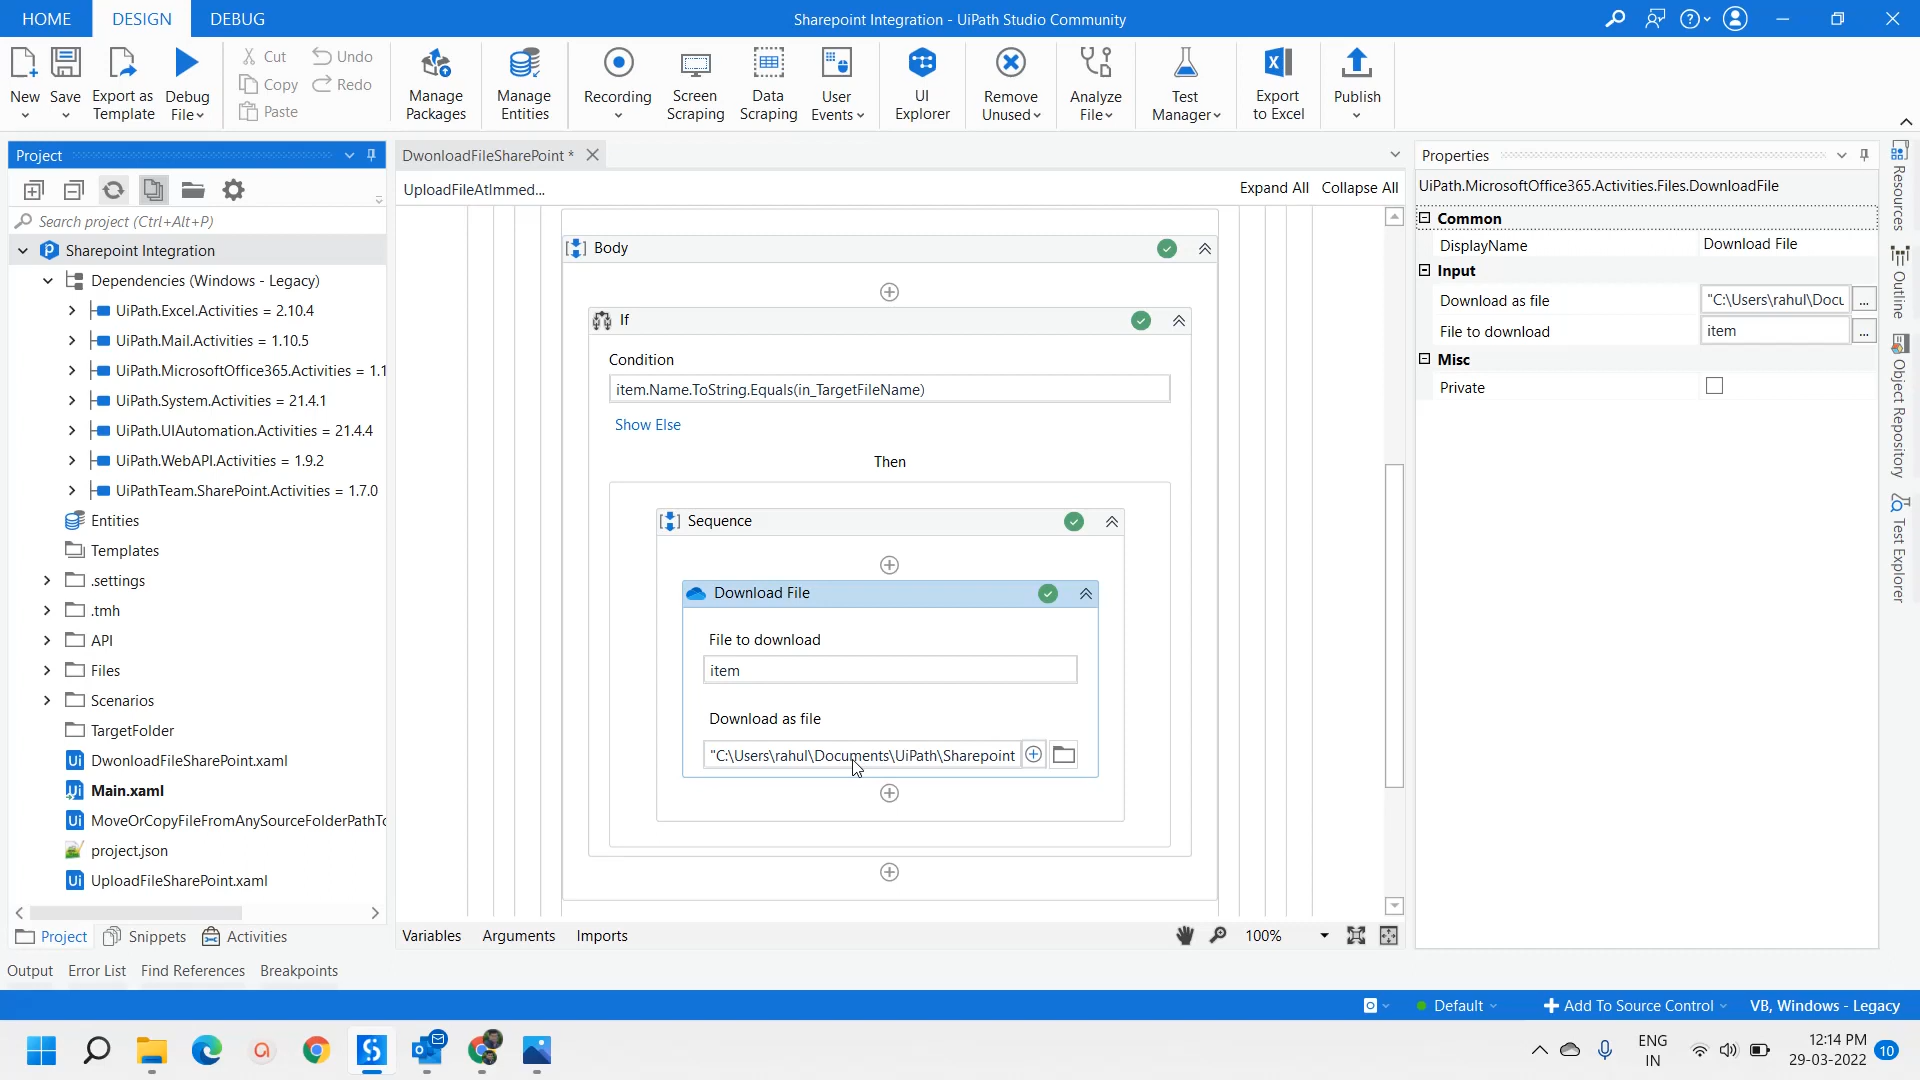 HOME DESIGN DEBUG
Sharepoint Integration - UiPath Studio Community
New
Save
Export as Template
Debug File
Cut
Copy
Paste
Undo
Redo
Manage Packages
Manage Entities
Recording
Screen Scraping
Data Scraping
User Events
UI Explorer
Remove Unused
Analyze File
Test Manager
Export to Excel
Publish
Project
Search project (Ctrl+Alt+P)
Sharepoint Integration
Dependencies (Windows - Legacy)
UiPath.Excel.Activities = 2.10.4
UiPath.Mail.Activities = 1.10.5
UiPath.MicrosoftOffice365.Activities = 1.1
UiPath.System.Activities = 21.4.1
UiPath.UIAutomation.Activities = 21.4.4
UiPath.WebAPI.Activities = 1.9.2
UiPathTeam.SharePoint.Activities = 1.7.0
Entities
Templates
.settings
.tmh
API
Files
Scenarios
TargetFolder
DwonloadFileSharePoint.xaml
Main.xaml
MoveOrCopyFileFromAnySourceFolderPathTo
project.json
UploadFileSharePoint.xaml
Project Snippets Activities
DwonloadFileSharePoint *
UploadFileAtImmed...
Expand All Collapse All
Body
If
Condition
item.Name.ToString.Equals(in_TargetFileName)
Show Else
Then
Sequence
Download File
File to download
item
Download as file
"C:\Users\rahul\Documents\UiPath\Sharepoint
Variables Arguments Imports
100%
Properties
UiPath.MicrosoftOffice365.Activities.Files.DownloadFile
Common
DisplayName Download File
Input
Download as file "C:\Users\rahul\Docu ...
File to download item ...
Misc
Private
Resources
Outline
Object Repository
Test Explorer
Output Error List Find References Breakpoints
Default
Add To Source Control
VB, Windows - Legacy
ENG
IN
12:14 PM
29-03-2022
10